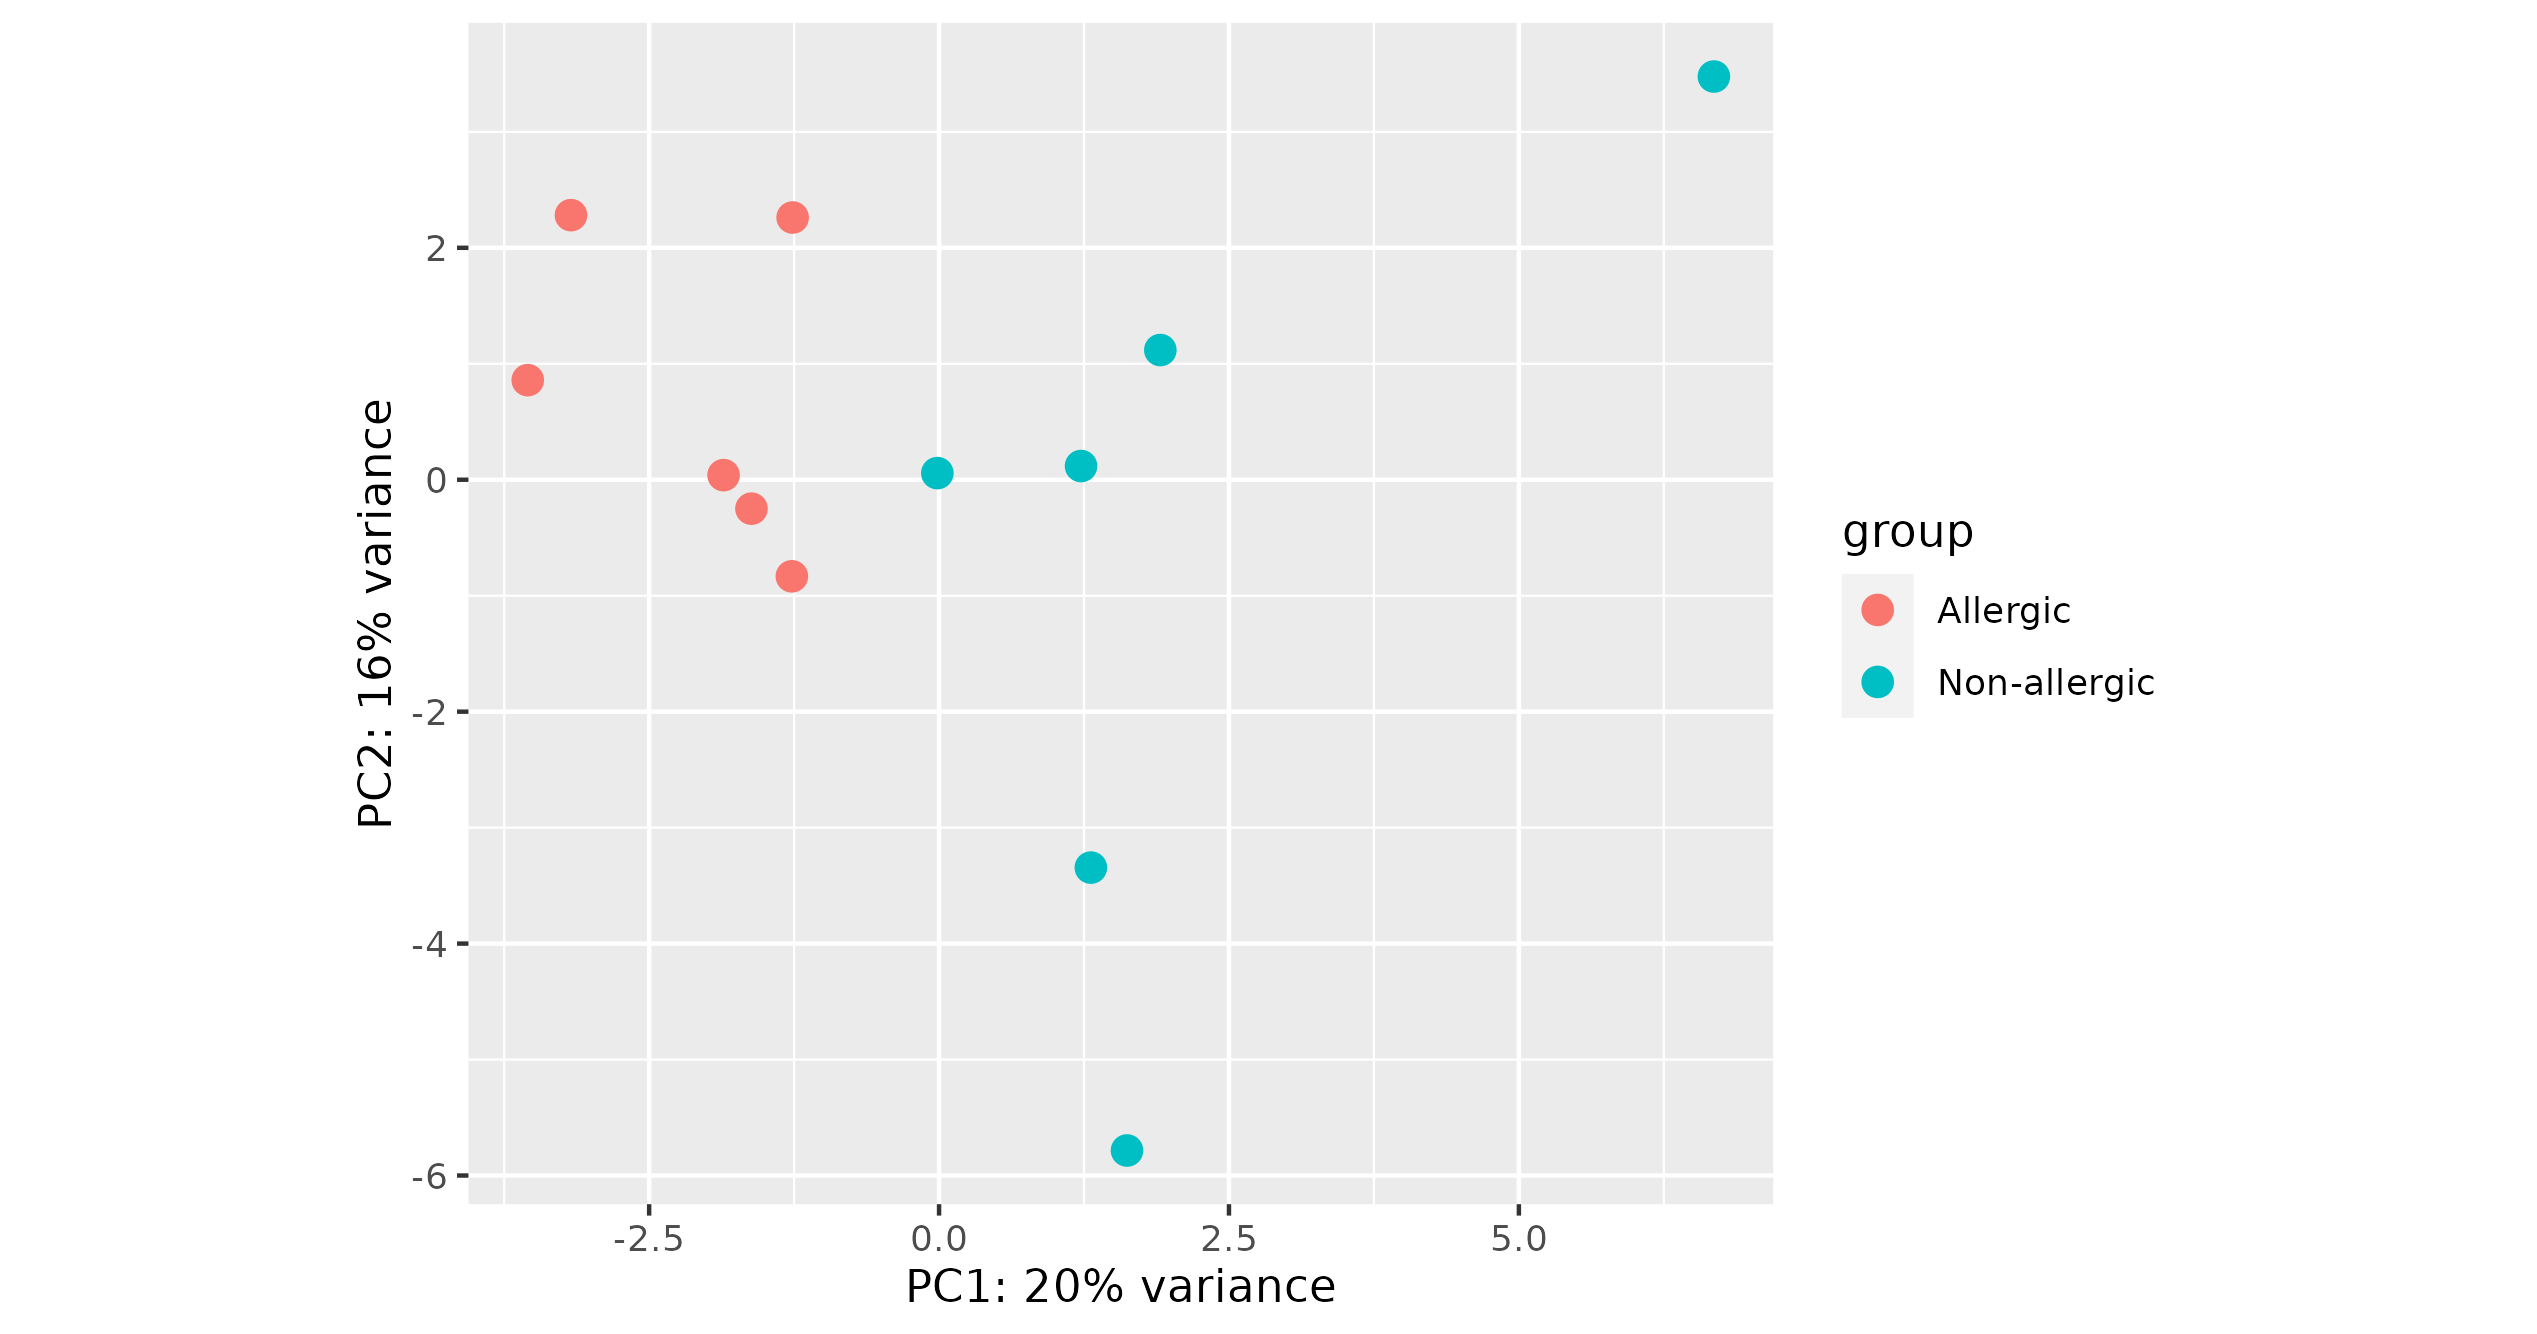 2
0
-2
-4
-6
PC2: 16% variance
-2.5 0.0 2.5 5.0
PC1: 20% variance
group
Allergic
Non-allergic